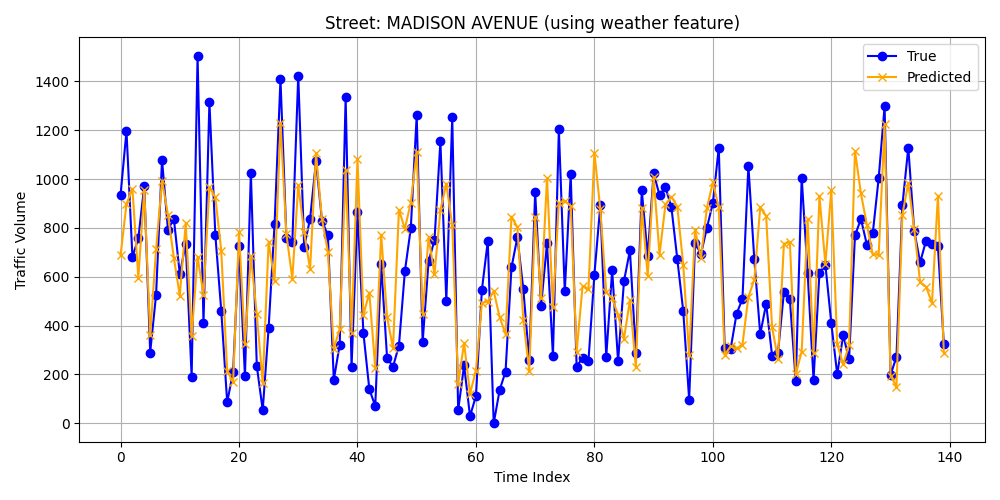 Street: MADISON AVENUE (using weather feature)
True
Predicted
Traffic Volume
1400
1200
1000
800
600
400
200
0
0 20 40 60 80 100 120 140
Time Index